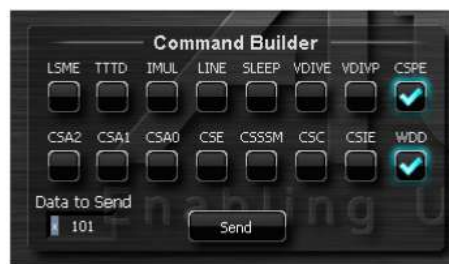 Command Builder
LSME TTTD IMUL LINE SLEEP VDIVE VDIVP CSPE
CSA2 CSA1 CSA0 CSE CSSSM CSC CSIE WDD
Data to Send
x 101
Send
nabling U